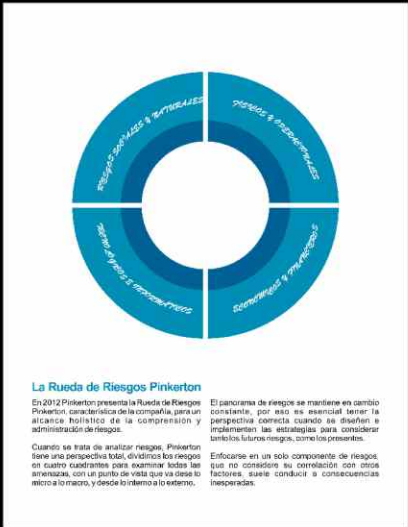 RIESGOS SOCIALES & NATURALES
FISICOS & OPERACIONALES
ECONOMICOS & FINANCIEROS
La Rueda de Riesgos Pinkerton
En 2012 Pinkerton presenta la Rueda de Riesgos
Pinkerton, característica de la compañía, para un
alcance holístico de la comprensión y
administración de riesgos.
Cuando se trata de analizar riesgos, Pinkerton
tiene una perspectiva total, dividimos los riesgos
en cuatro cuadrantes para examinar todas las
amenazas, con un punto de vista que va desde lo
micro a lo macro, y desde lo interno a lo externo.
El panorama de riesgos se mantiene en cambio
constante, por eso es esencial tener la
perspectiva correcta cuando se diseñen e
implementen las estrategias para considerar
tanto los futuros riesgos, como los presentes.
Enfocarse en un solo componente de riesgos,
que no considere su correlación con otros
factores, suele conducir a consecuencias
inesperadas.